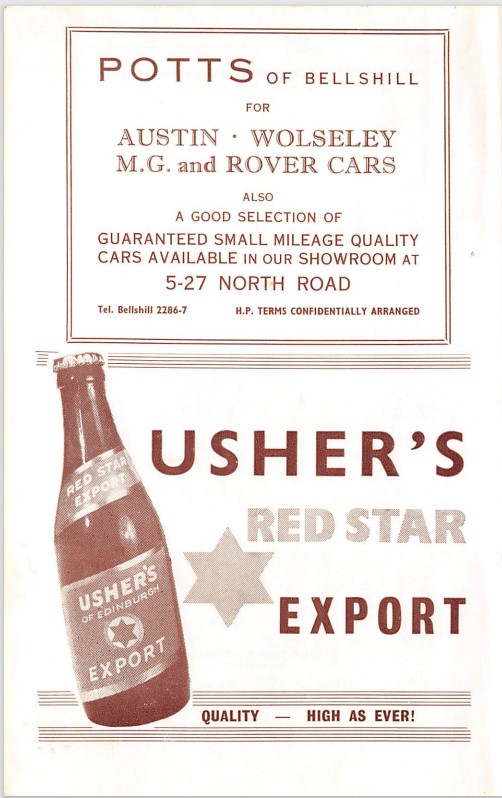 POTTS OF BELLSHILL
FOR
AUSTIN · WOLSELEY
M.G. and ROVER CARS
ALSO
A GOOD SELECTION OF
GUARANTEED SMALL MILEAGE QUALITY
CARS AVAILABLE IN OUR SHOWROOM AT
5-27 NORTH ROAD
Tel. Bellshill 2286-7 H.P. TERMS CONFIDENTIALLY ARRANGED
USHER'S
RED STAR
EXPORT
RED STAR
EXPORT
USHER'S
OF EDINBURGH
EXPORT
QUALITY — HIGH AS EVER!